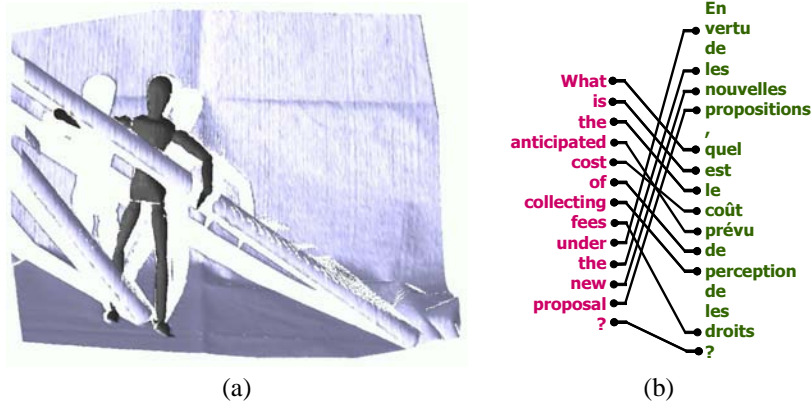 What
is
the
anticipated
cost
of
collecting
fees
under
the
new
proposal
?
En
vertu
de
les
nouvelles
propositions
,
quel
est
le
coût
prévu
de
perception
de
les
droits
?
(a)
(b)